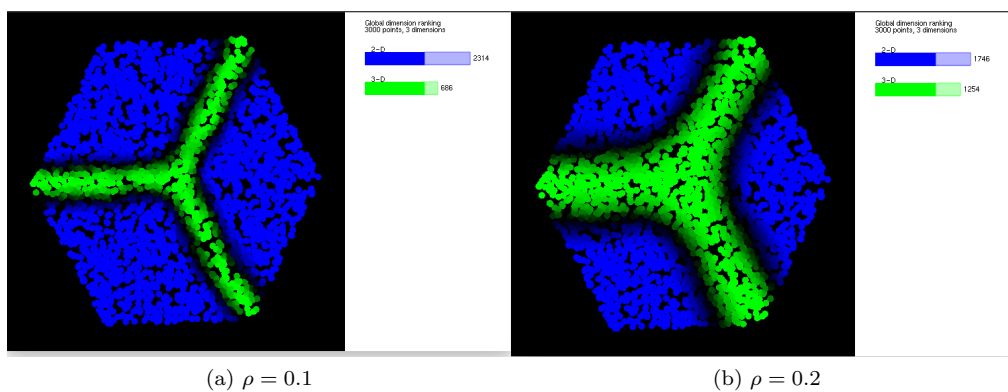 Global dimension ranking
3000 points, 3 dimensions
2-D
2314
3-D
686
Global dimension ranking
3000 points, 3 dimensions
2-D
1746
3-D
1254
(a) ρ = 0.1
(b) ρ = 0.2